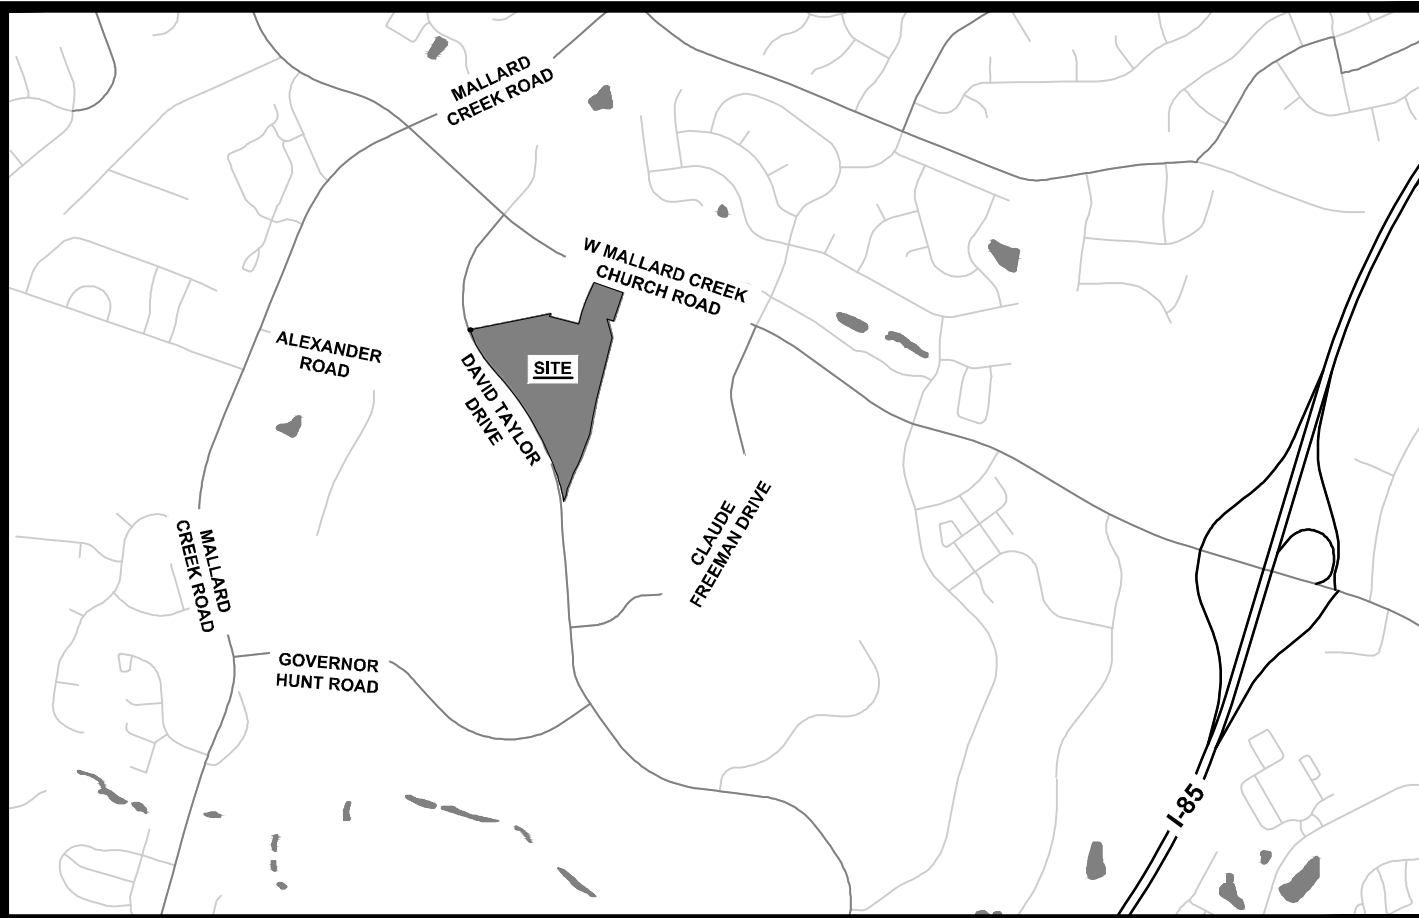 MALLARD
CREEK ROAD
W MALLARD CREEK
CHURCH ROAD
ALEXANDER
ROAD
SITE
DAVID TAYLOR
DRIVE
CLAUDE
FREEMAN DRIVE
MALLARD
CREEK ROAD
GOVERNOR
HUNT ROAD
I-85